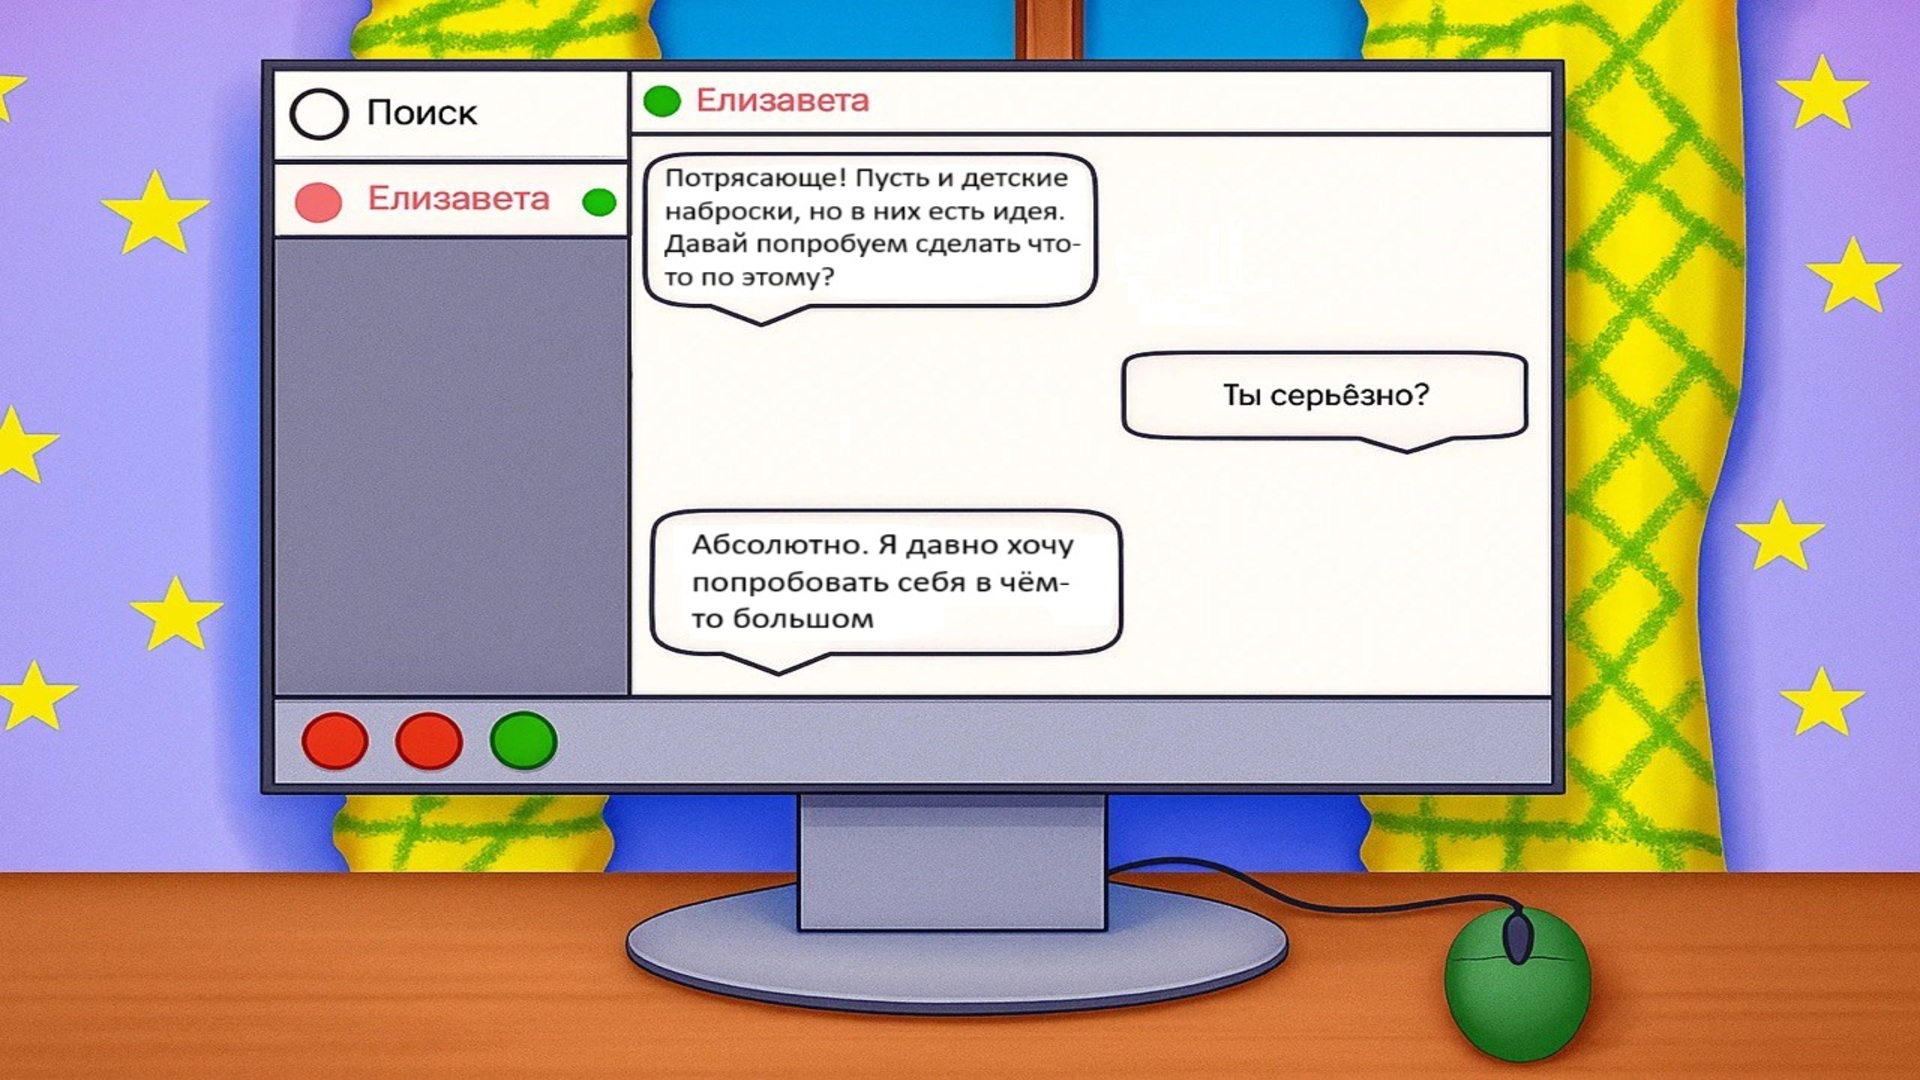 Поиск
Елизавета
Елизавета
Потрясающе! Пусть и детские
наброски, но в них есть идея.
Давай попробуем сделать что-
то по этому?
Ты серьêзно?
Абсолютно. Я давно хочу
попробовать себя в чём-
то большом